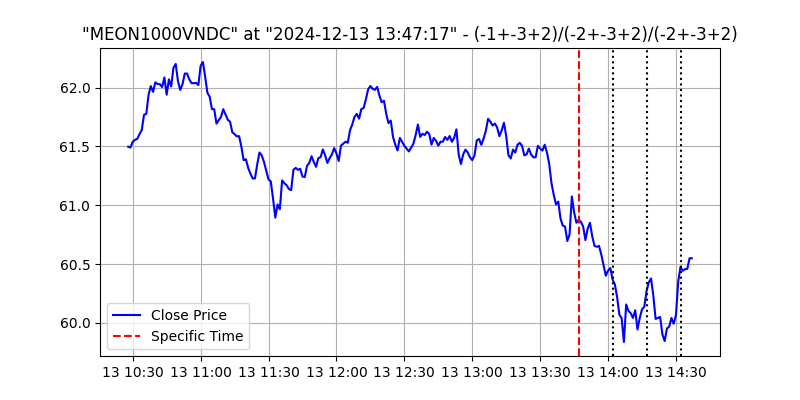 "MEON1000VNDC" at "2024-12-13 13:47:17" - (-1+-3+2)/(-2+-3+2)/(-2+-3+2)
62.0
61.5
61.0
60.5
60.0
Close Price
Specific Time
13 10:30 13 11:00 13 11:30 13 12:00 13 12:30 13 13:00 13 13:30 13 14:00 13 14:30